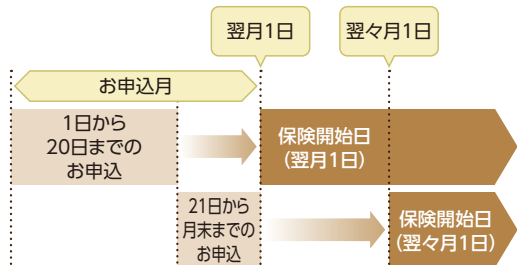 翌月1日
翌々月1日
お申込月
1日から
20日までの
お申込
保険開始日
(翌月1日)
21日から
月末までの
お申込
保険開始日
(翌々月1日)